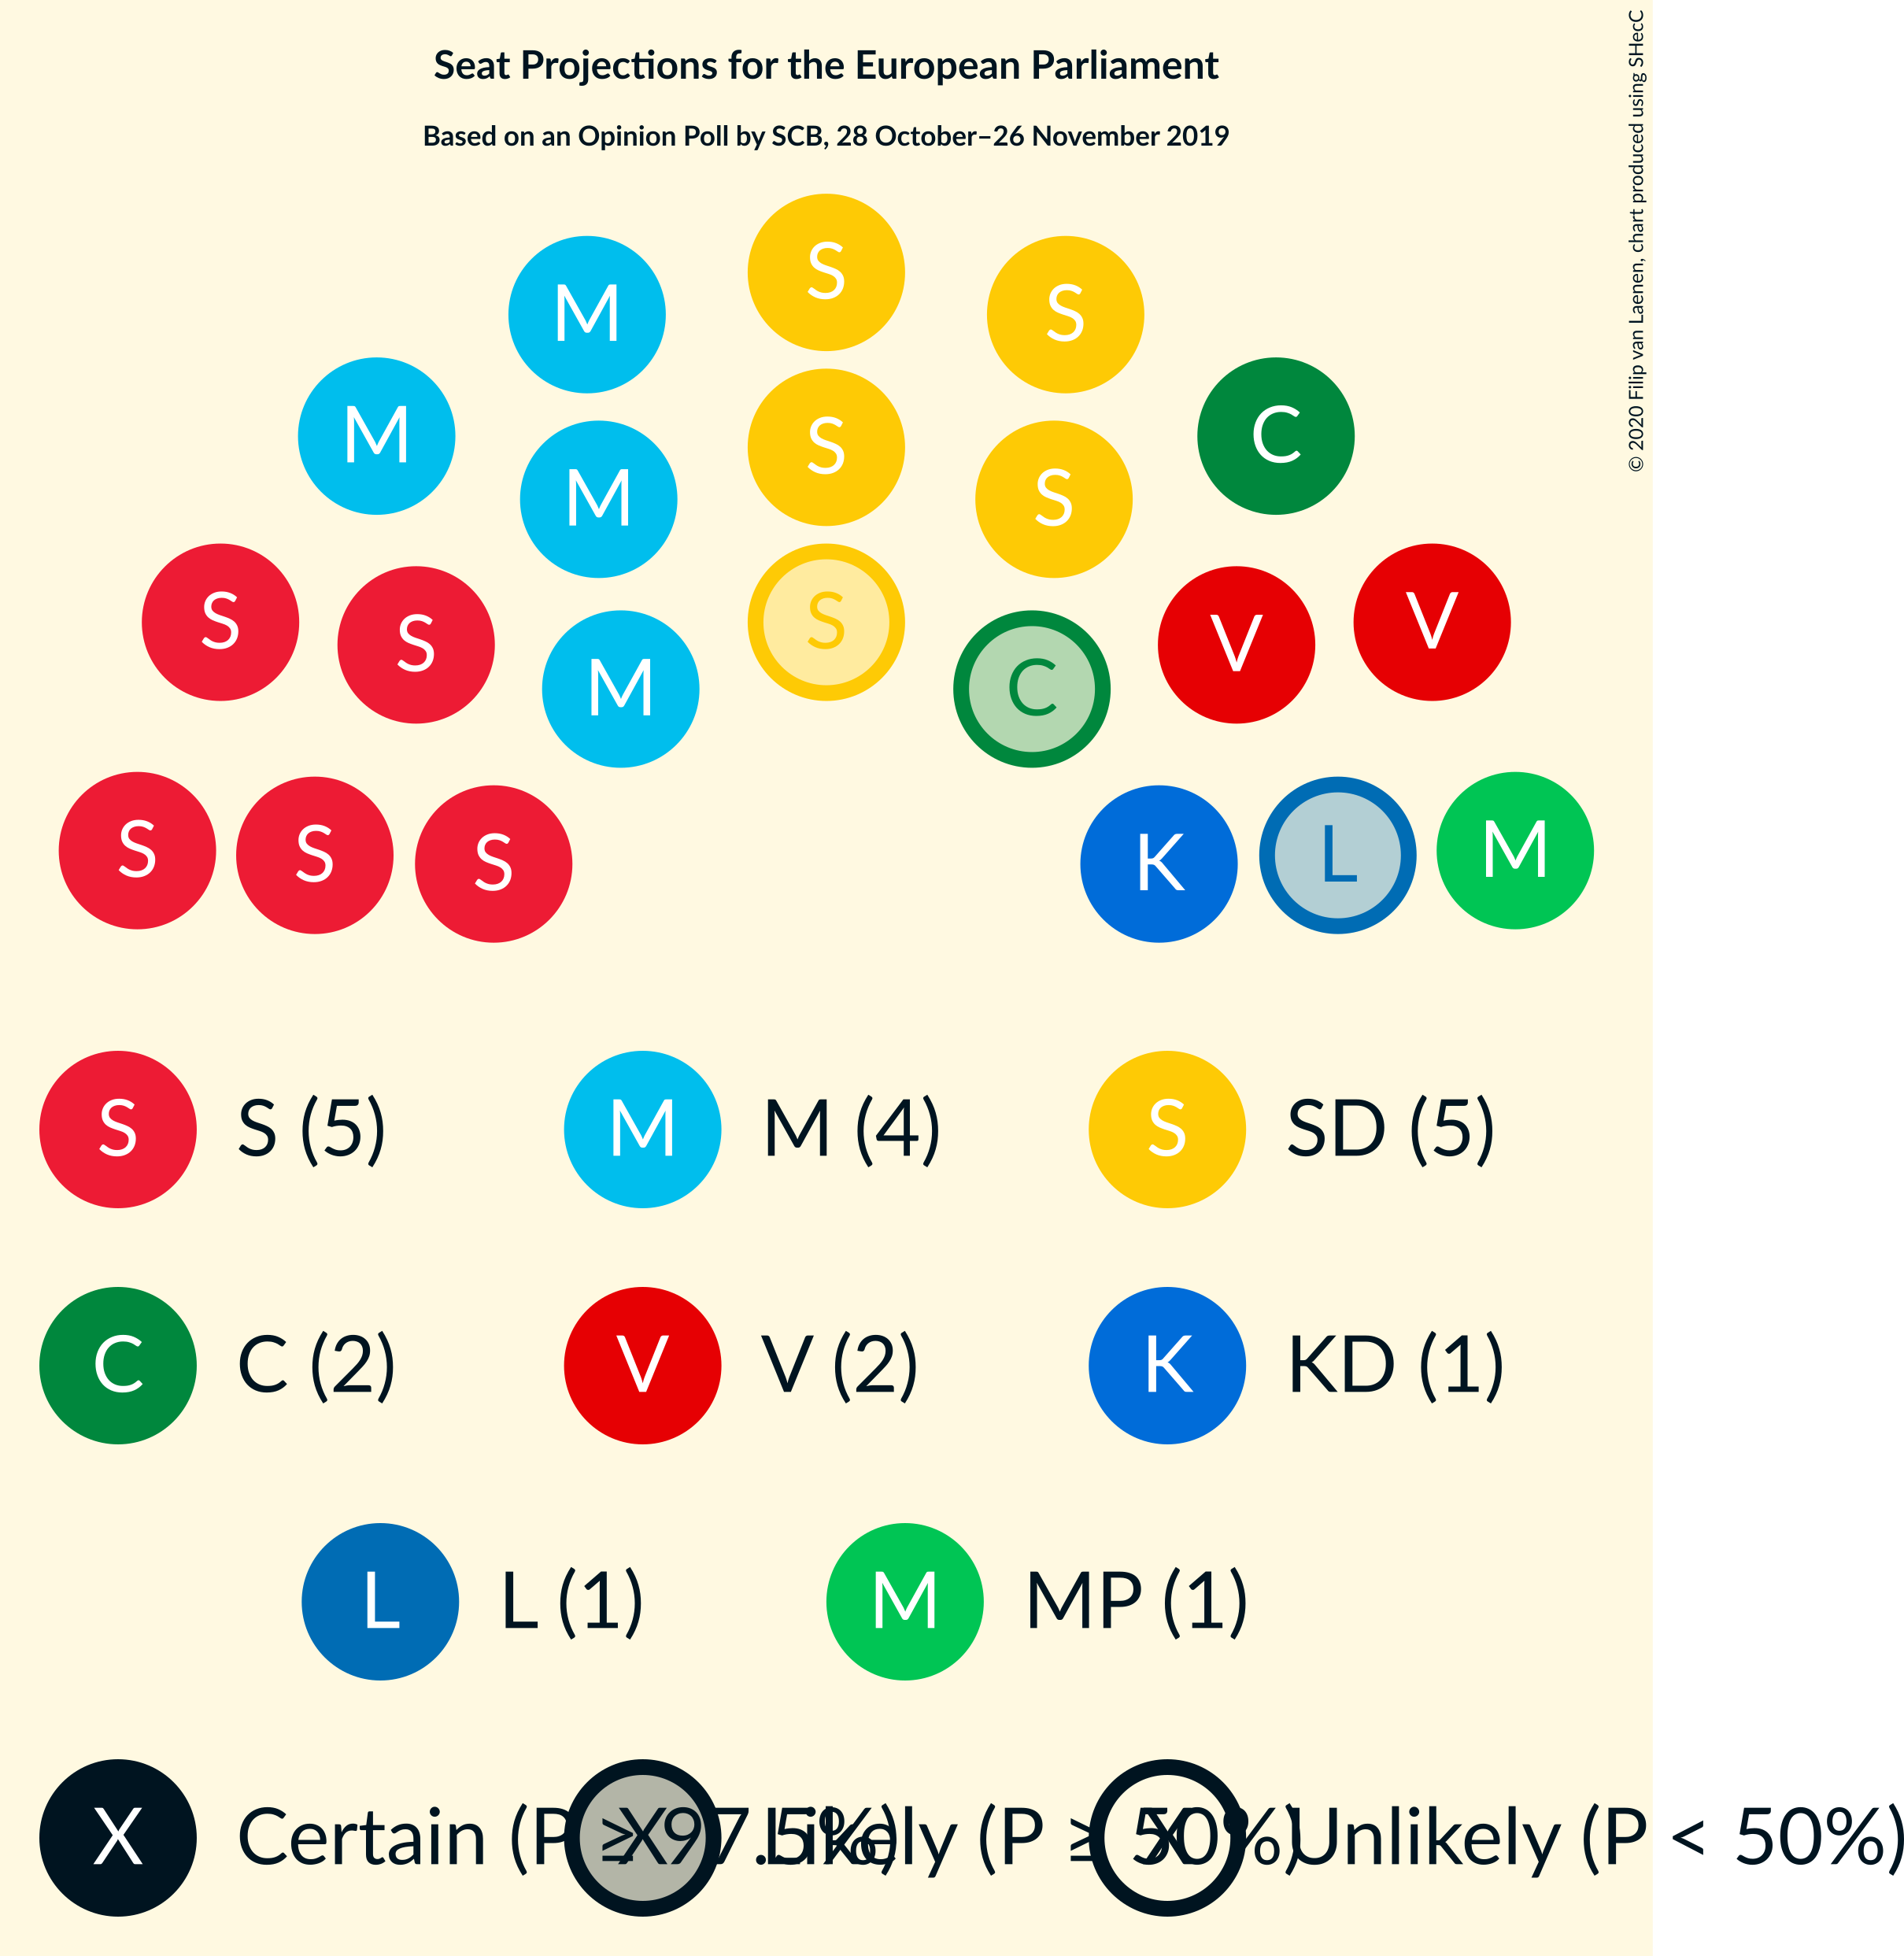 Seat Projections for the European Parliament
Based on an Opinion Poll by SCB, 28 October–26 November 2019
© 2020 Filip van Laenen, chart produced using SHecC
S
M S
M S C
M S
S S V V
S S M C
S S S K L M
S S (5) M M (4) S SD (5)
C C (2) V V (2) K KD (1)
L L (1) M MP (1)
X Certain (P ≥ 97.5%) X Likely (P ≥ 50%) X Unlikely (P < 50%)